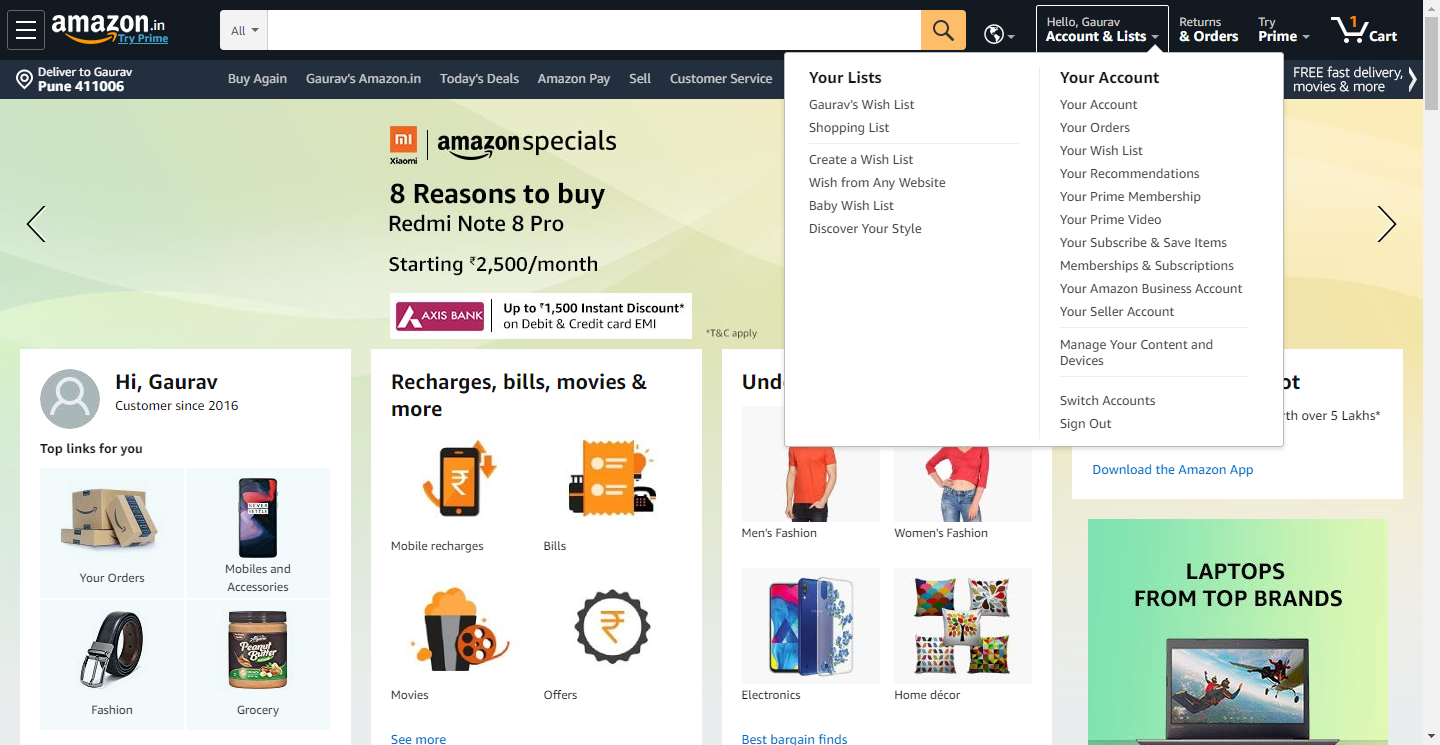 amazon.in
Try Prime
All
Hello, Gaurav
Account & Lists
Returns
& Orders
Try
Prime
1
Cart
Deliver to Gaurav
Pune 411006
Buy Again
Gaurav's Amazon.in
Today's Deals
Amazon Pay
Sell
Customer Service
FREE fast delivery,
movies & more
Your Lists
Gaurav's Wish List
Shopping List
Create a Wish List
Wish from Any Website
Baby Wish List
Discover Your Style
Your Account
Your Account
Your Orders
Your Wish List
Your Recommendations
Your Prime Membership
Your Prime Video
Your Subscribe & Save Items
Memberships & Subscriptions
Your Amazon Business Account
Your Seller Account
Manage Your Content and
Devices
Switch Accounts
Sign Out
mi
Xiaomi
amazon specials
8 Reasons to buy
Redmi Note 8 Pro
Starting ₹2,500/month
AXIS BANK
Up to ₹1,500 Instant Discount*
on Debit & Credit card EMI
*T&C apply
Hi, Gaurav
Customer since 2016
Top links for you
Your Orders
NEVER
SETTLE
Mobiles and
Accessories
Fashion
Peanut
Butter
Grocery
Recharges, bills, movies &
more
₹
Mobile recharges
Bills
Movies
₹
Offers
See more
Und
Men's Fashion
Women's Fashion
Electronics
Home décor
Best bargain finds
ot
rth over 5 Lakhs*
Download the Amazon App
LAPTOPS
FROM TOP BRANDS